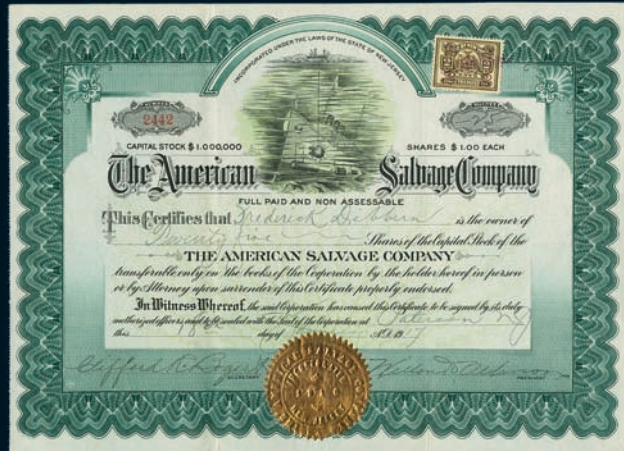 INCORPORATED UNDER THE LAWS OF THE STATE OF NEW JERSEY
NUMBER
2442
SHARES
25
CAPITAL STOCK $1,000,000
SHARES $1.00 EACH
The American Salvage Company
FULL PAID AND NON ASSESSABLE
This Certifies that Frederick is the owner of
Twenty five Shares of the Capital Stock of the
THE AMERICAN SALVAGE COMPANY
transferable only on the books of the Corporation by the holder hereof in person
or by Attorney upon surrender of this Certificate properly endorsed.
In Witness Whereof, the said Corporation has caused this Certificate to be signed by its duly
authorized officers and to be sealed with the Seal of the Corporation at Paterson NJ
this 18 day of A.D. 19
Clifford
SECRETARY
PRESIDENT